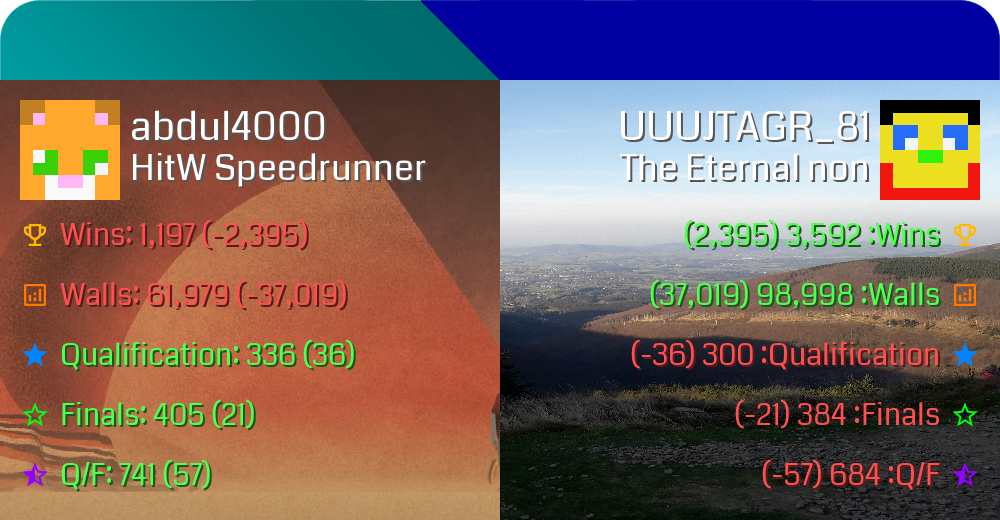 abdul4000
HitW Speedrunner
Wins: 1,197 (-2,395)
Walls: 61,979 (-37,019)
Qualification: 336 (36)
Finals: 405 (21)
Q/F: 741 (57)
UUUJTAGR_81
The Eternal non
(2,395) 3,592 :Wins
(37,019) 98,998 :Walls
(-36) 300 :Qualification
(-21) 384 :Finals
(-57) 684 :Q/F